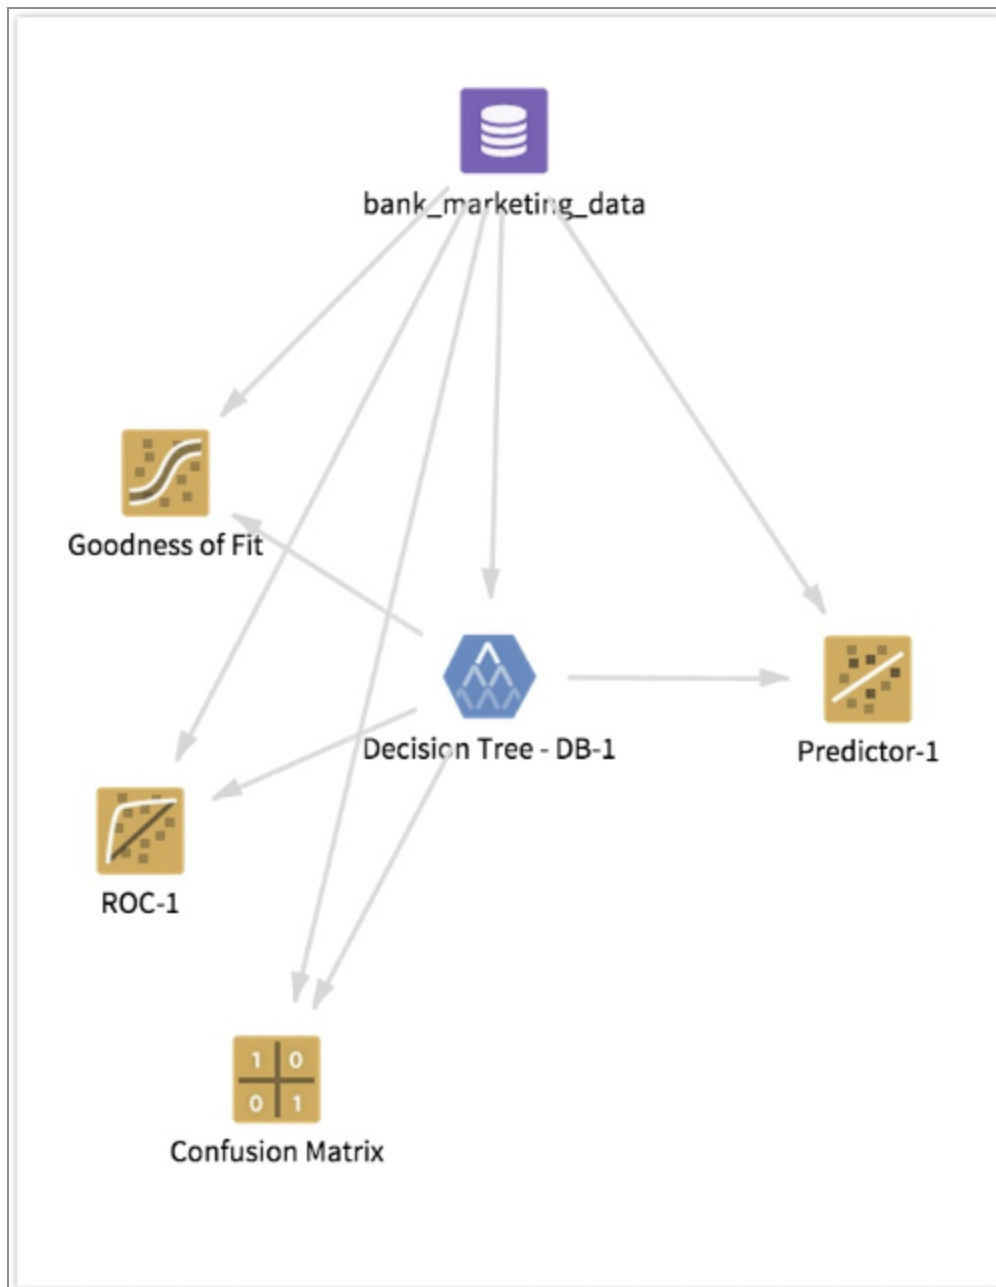 bank_marketing_data
Goodness of Fit
Decision Tree - DB-1
Predictor-1
ROC-1
1 0
0 1
Confusion Matrix